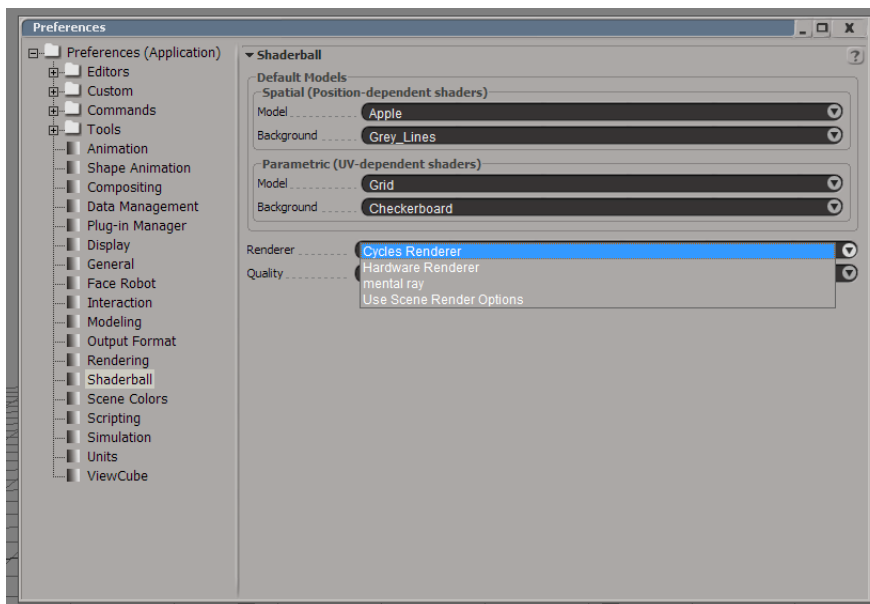 Preferences
Preferences (Application)
Editors
Custom
Commands
Tools
Animation
Shape Animation
Compositing
Data Management
Plug-in Manager
Display
General
Face Robot
Interaction
Modeling
Output Format
Rendering
Shaderball
Scene Colors
Scripting
Simulation
Units
ViewCube
Shaderball
?
Default Models
Spatial (Position-dependent shaders)
Model Apple
Background Grey_Lines
Parametric (UV-dependent shaders)
Model Grid
Background Checkerboard
Renderer Cycles Renderer
Hardware Renderer
Quality
mental ray
Use Scene Render Options